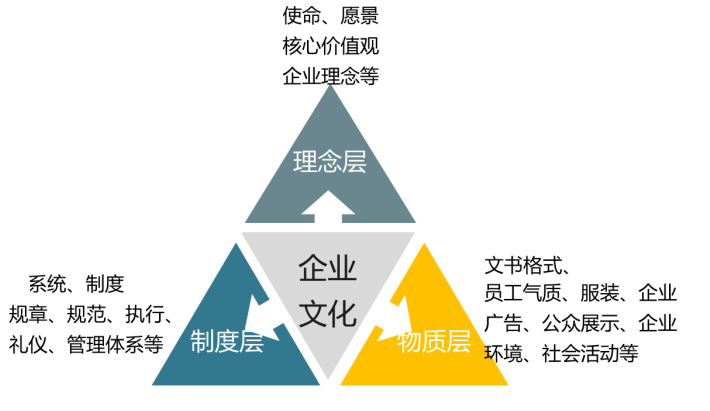 使命、愿景
核心价值观
企业理念等
理念层
企业
文化
系统、制度
规章、规范、执行、
礼仪、管理体系等
制度层
物质层
文书格式、
员工气质、服装、企业
广告、公众展示、企业
环境、社会活动等